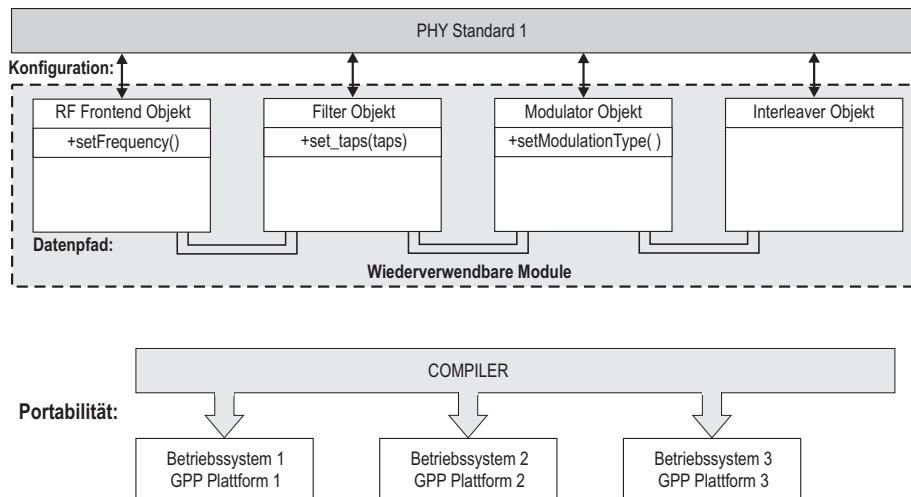 PHY Standard 1
Konfiguration:
RF Frontend Objekt
+setFrequency()
Filter Objekt
+set_taps(taps)
Modulator Objekt
+setModulationType( )
Interleaver Objekt
Datenpfad:
Wiederverwendbare Module
COMPILER
Portabilität:
Betriebssystem 1
GPP Plattform 1
Betriebssystem 2
GPP Plattform 2
Betriebssystem 3
GPP Plattform 3